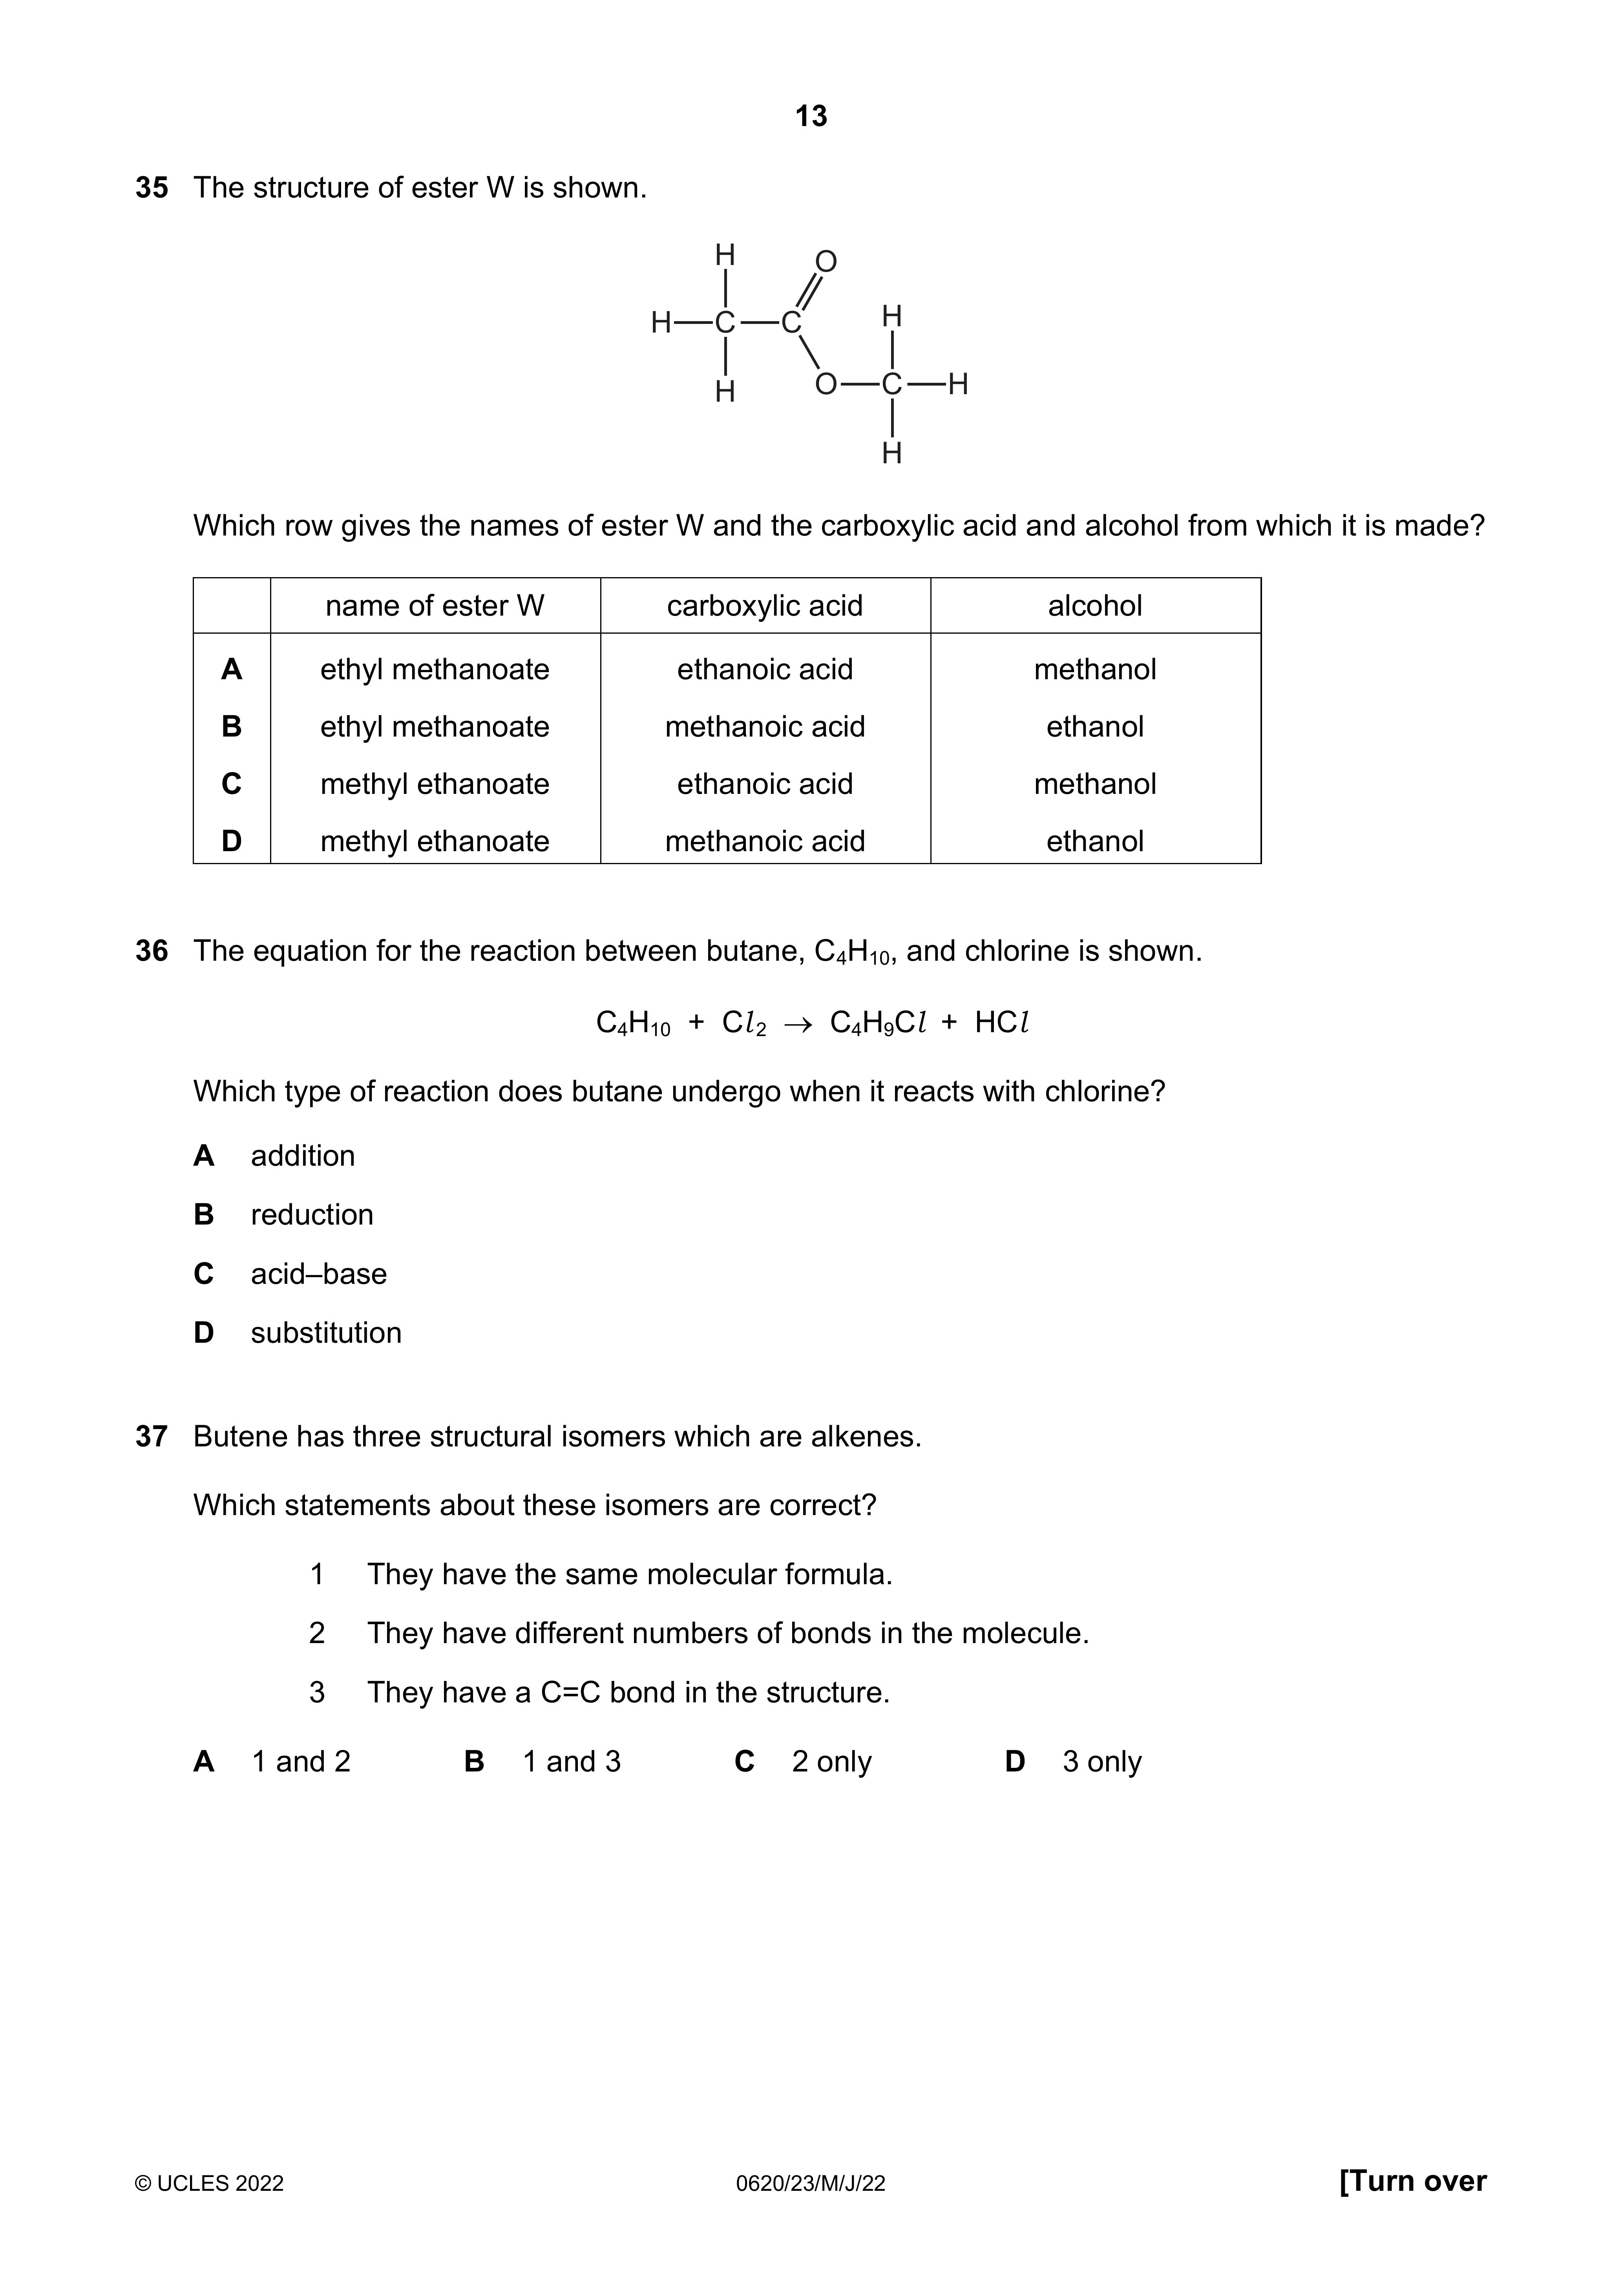 13
35 The structure of ester W is shown.
H O
H C C H
H O C H
H
Which row gives the names of ester W and the carboxylic acid and alcohol from which it is made?
name of ester W carboxylic acid alcohol
A ethyl methanoate ethanoic acid methanol
B ethyl methanoate methanoic acid ethanol
C methyl ethanoate ethanoic acid methanol
D methyl ethanoate methanoic acid ethanol
36 The equation for the reaction between butane, C₄H₁₀, and chlorine is shown.
C₄H₁₀ + Cl₂ → C₄H₉Cl + HCl
Which type of reaction does butane undergo when it reacts with chlorine?
A addition
B reduction
C acid–base
D substitution
37 Butene has three structural isomers which are alkenes.
Which statements about these isomers are correct?
1 They have the same molecular formula.
2 They have different numbers of bonds in the molecule.
3 They have a C=C bond in the structure.
A 1 and 2 B 1 and 3 C 2 only D 3 only
© UCLES 2022 0620/23/M/J/22 [Turn over